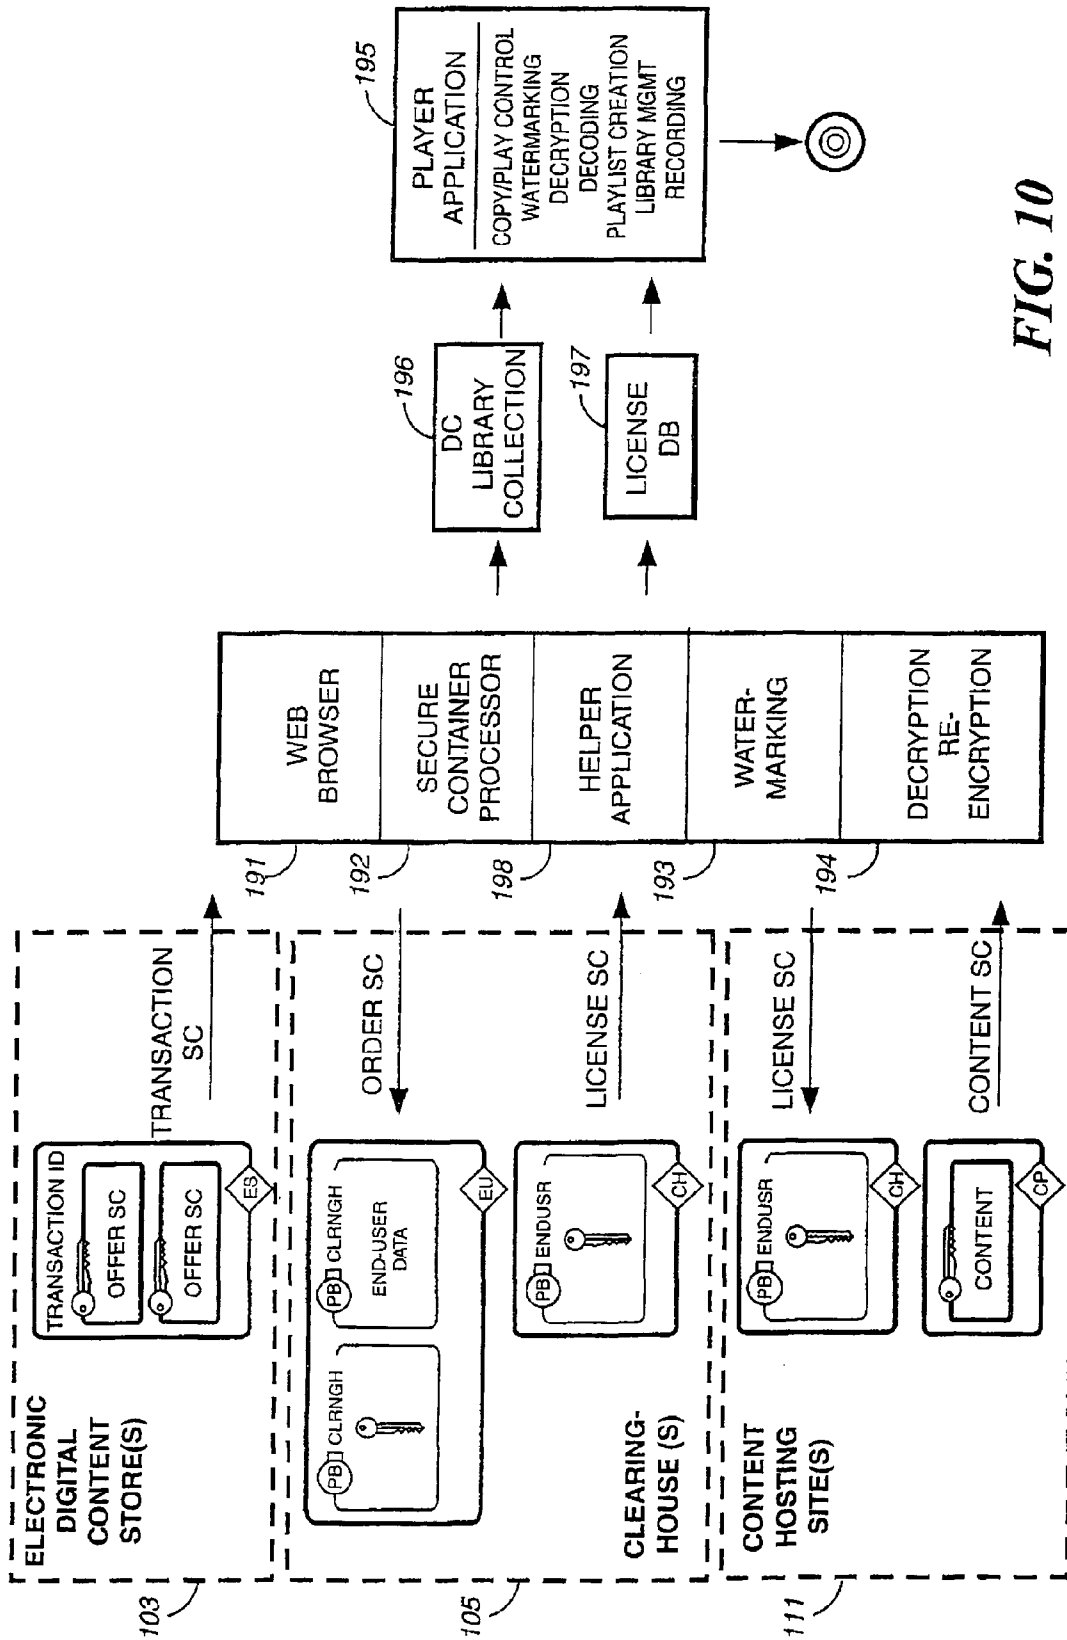 ELECTRONIC
DIGITAL
CONTENT
STORE(S)
103
TRANSACTION ID
OFFER SC
OFFER SC
ES
TRANSACTION
SC
CLEARING-
HOUSE (S)
105
PB CLRNGH
PB CLRNGH
END-USER
DATA
EU
ORDER SC
PB ENDUSR
CH
LICENSE SC
CONTENT
HOSTING
SITE(S)
111
PB ENDUSR
CH
LICENSE SC
CONTENT
CP
CONTENT SC
191
WEB
BROWSER
192
SECURE
CONTAINER
PROCESSOR
198
HELPER
APPLICATION
193
WATER-
MARKING
194
DECRYPTION
RE-
ENCRYPTION
196
DC
LIBRARY
COLLECTION
197
LICENSE
DB
195
PLAYER
APPLICATION
COPY/PLAY CONTROL
WATERMARKING
DECRYPTION
DECODING
PLAYLIST CREATION
LIBRARY MGMT
RECORDING
FIG. 10